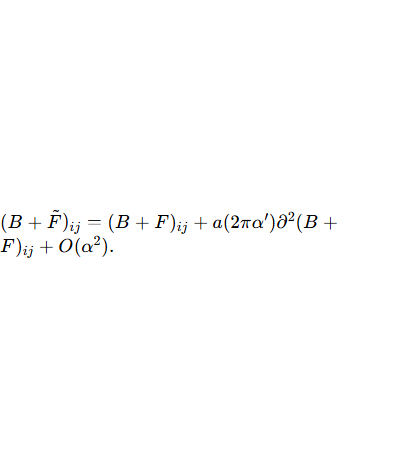 (B + F̃)ᵢⱼ = (B + F)ᵢⱼ + a(2πα′)∂²(B +
F)ᵢⱼ + O(α²).